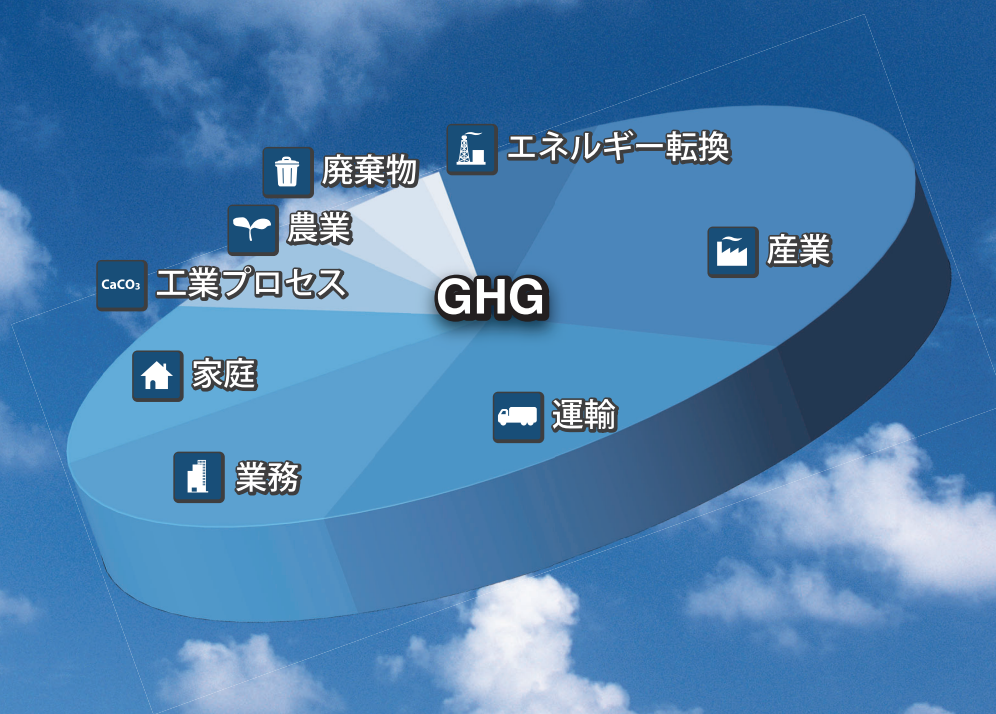 エネルギー転換
廃棄物
農業
産業
CaCO₃ 工業プロセス
GHG
家庭
運輸
業務